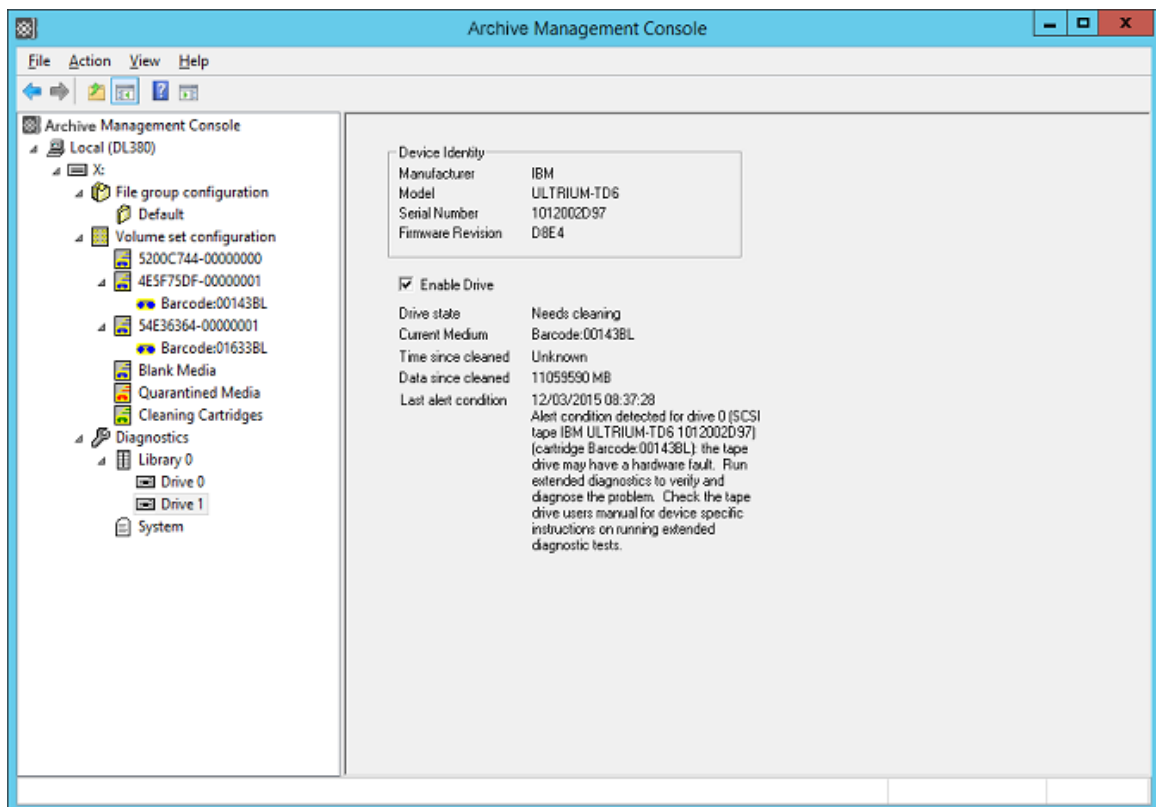 Archive Management Console
File Action View Help
Archive Management Console
Local (DL380)
X:
File group configuration
Default
Volume set configuration
5200C744-00000000
4E5F75DF-00000001
Barcode:00143BL
54E36364-00000001
Barcode:01633BL
Blank Media
Quarantined Media
Cleaning Cartridges
Diagnostics
Library 0
Drive 0
Drive 1
System
Device Identity
Manufacturer IBM
Model ULTRIUM-TD6
Serial Number 1012002D97
Firmware Revision D8E4
Enable Drive
Drive state Needs cleaning
Current Medium Barcode:00143BL
Time since cleaned Unknown
Data since cleaned 11059590 MB
Last alert condition 12/03/2015 08:37:28
Alert condition detected for drive 0 (SCSI
tape IBM ULTRIUM-TD6 1012002D97)
(cartridge Barcode:00143BL): the tape
drive may have a hardware fault. Run
extended diagnostics to verify and
diagnose the problem. Check the tape
drive users manual for device specific
instructions on running extended
diagnostic tests.